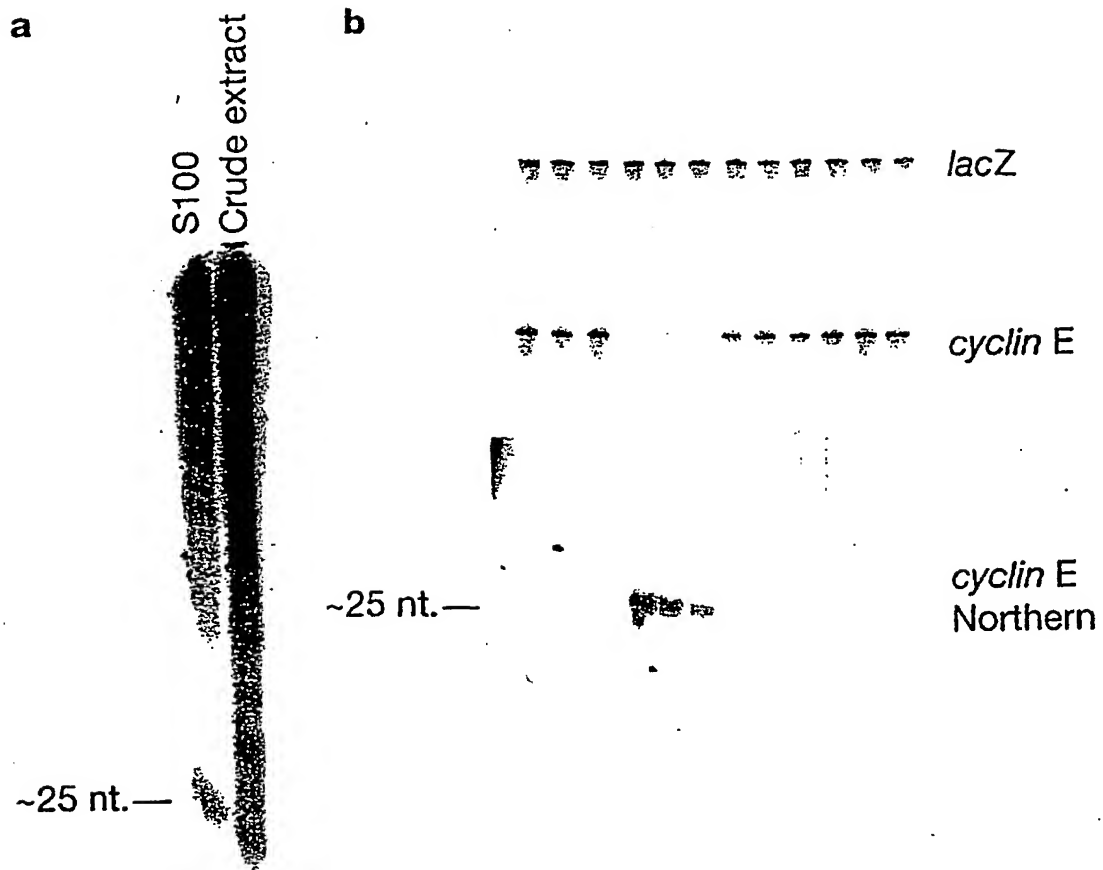 a
b
S100
Crude extract
lacZ
cyclin E
~25 nt.
cyclin E
Northern
~25 nt.